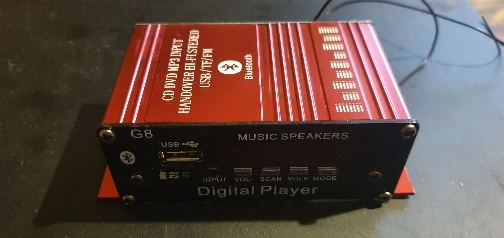 CD DVD MP3 INPUT
HANDOVER HI-FI STEREO
USB/TF/FM
Bluetooth
G8
MUSIC SPEAKERS
USB
INPUT VOL- SCAN VOL+ MODE
Digital Player